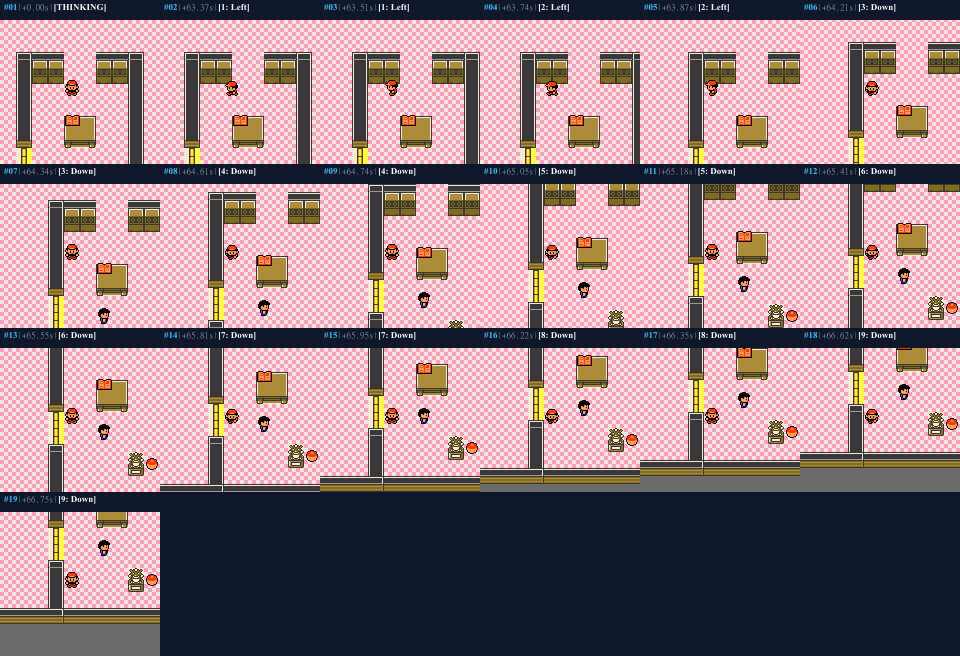 #01|+0.00s|[THINKING]
#02|+63.37s|[1: Left]
#03|+63.51s|[1: Left]
#04|+63.74s|[2: Left]
#05|+63.87s|[2: Left]
#06|+64.21s|[3: Down]
#07|+64.34s|[3: Down]
#08|+64.61s|[4: Down]
#09|+64.74s|[4: Down]
#10|+65.05s|[5: Down]
#11|+65.18s|[5: Down]
#12|+65.41s|[6: Down]
#13|+65.55s|[6: Down]
#14|+65.81s|[7: Down]
#15|+65.95s|[7: Down]
#16|+66.22s|[8: Down]
#17|+66.35s|[8: Down]
#18|+66.62s|[9: Down]
#19|+66.75s|[9: Down]